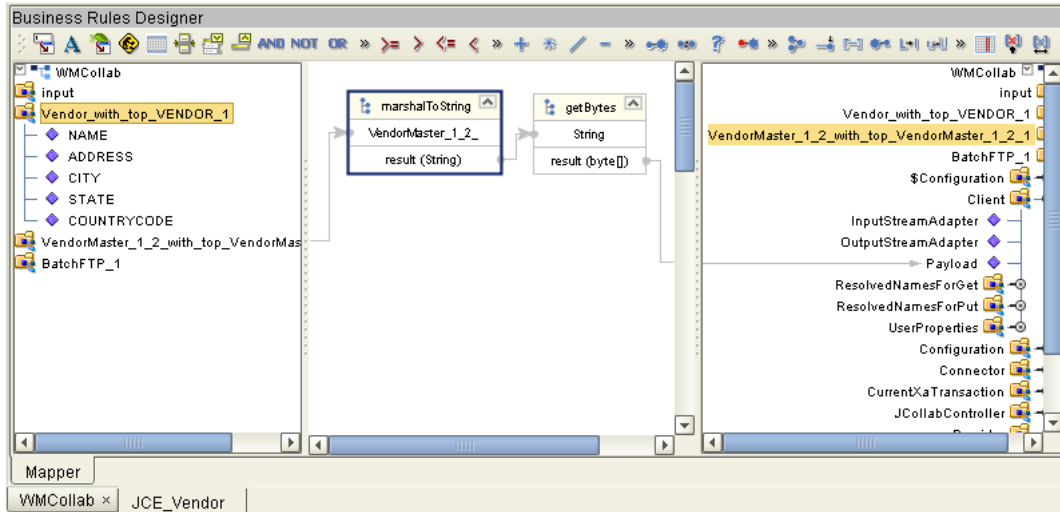 Business Rules Designer
A AND NOT OR » >= > <= < » + * / - » ? » »
WMCollab
input
Vendor_with_top_VENDOR_1
NAME
ADDRESS
CITY
STATE
COUNTRYCODE
VendorMaster_1_2_with_top_VendorMas
BatchFTP_1
marshalToString
VendorMaster_1_2_
result (String)
getBytes
String
result (byte[])
WMCollab
input
Vendor_with_top_VENDOR_1
VendorMaster_1_2_with_top_VendorMaster_1_2_1
BatchFTP_1
$Configuration
Client
InputStreamAdapter
OutputStreamAdapter
Payload
ResolvedNamesForGet
ResolvedNamesForPut
UserProperties
Configuration
Connector
CurrentXaTransaction
JCollabController
Mapper
WMCollab ×
JCE_Vendor